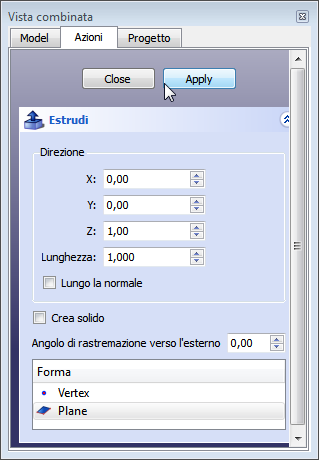 Vista combinata
Model Azioni Progetto
Close Apply
Estrudi
Direzione
X: 0,00
Y: 0,00
Z: 1,00
Lunghezza: 1,000
Lungo la normale
Crea solido
Angolo di rastremazione verso l'esterno 0,00
Forma
Vertex
Plane